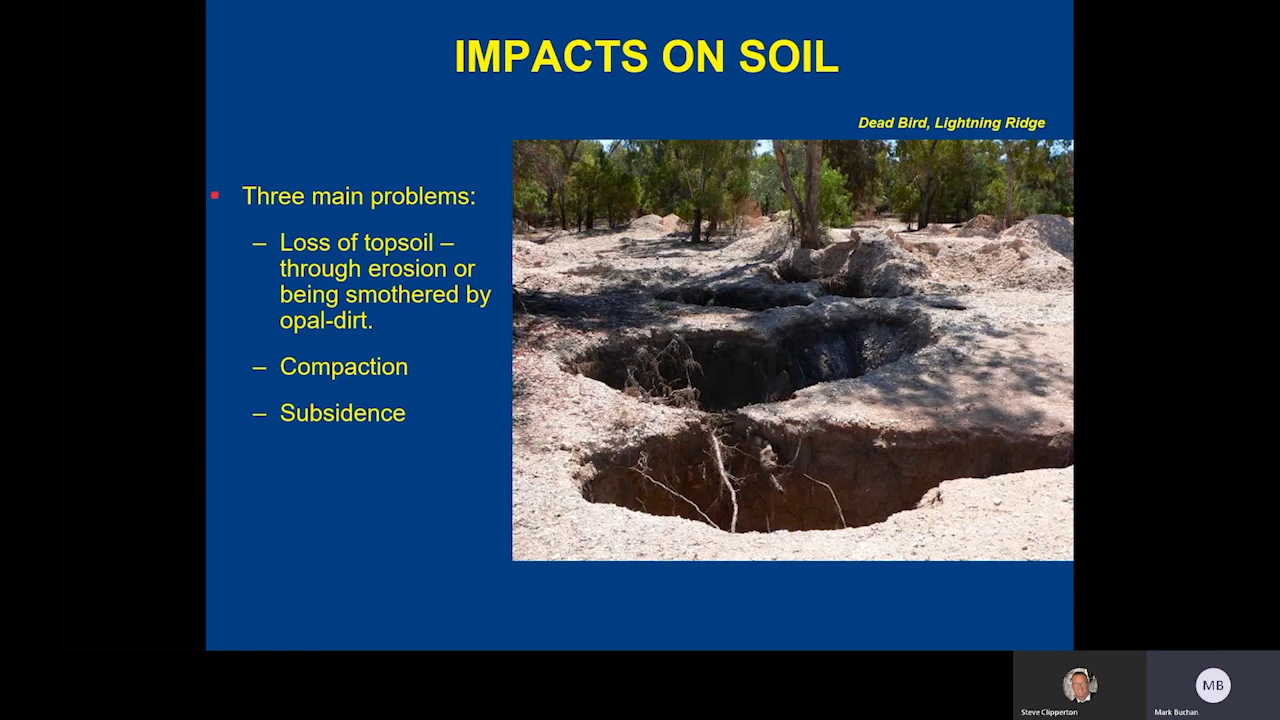 IMPACTS ON SOIL
Dead Bird, Lightning Ridge
Three main problems:
– Loss of topsoil –
through erosion or
being smothered by
opal-dirt.
– Compaction
– Subsidence
MB
Steve Clipperton
Mark Buchan